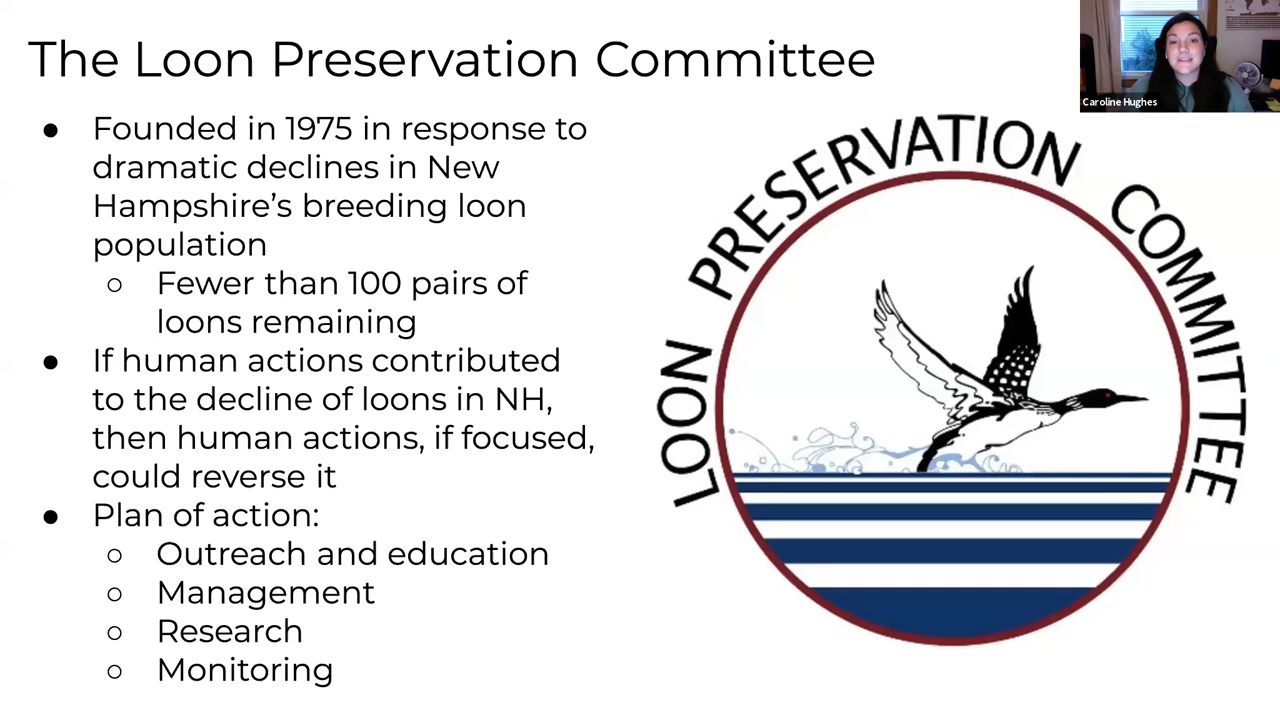 The Loon Preservation Committee
● Founded in 1975 in response to
dramatic declines in New
Hampshire’s breeding loon
population
○ Fewer than 100 pairs of
loons remaining
● If human actions contributed
to the decline of loons in NH,
then human actions, if focused,
could reverse it
● Plan of action:
○ Outreach and education
○ Management
○ Research
○ Monitoring
LOON PRESERVATION COMMITTEE
Caroline Hughes